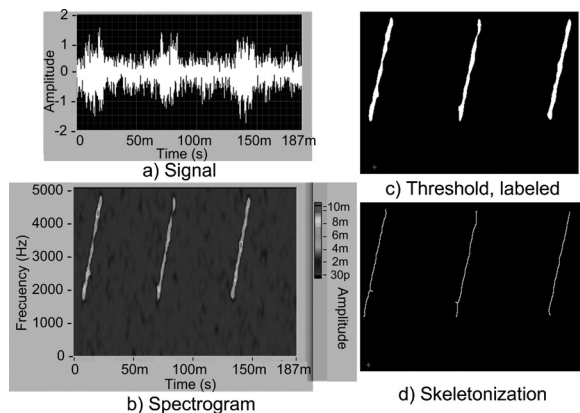 2
1
0
-1
-2
Amplitude
0 50m 100m 150m 187m
Time (s)
a) Signal
c) Threshold, labeled
5000
4000
3000
2000
1000
0
Frecuency (Hz)
10m
8m
6m
4m
2m
30p
Amplitude
0 50m 100m 150m 187m
Time (s)
b) Spectrogram
d) Skeletonization